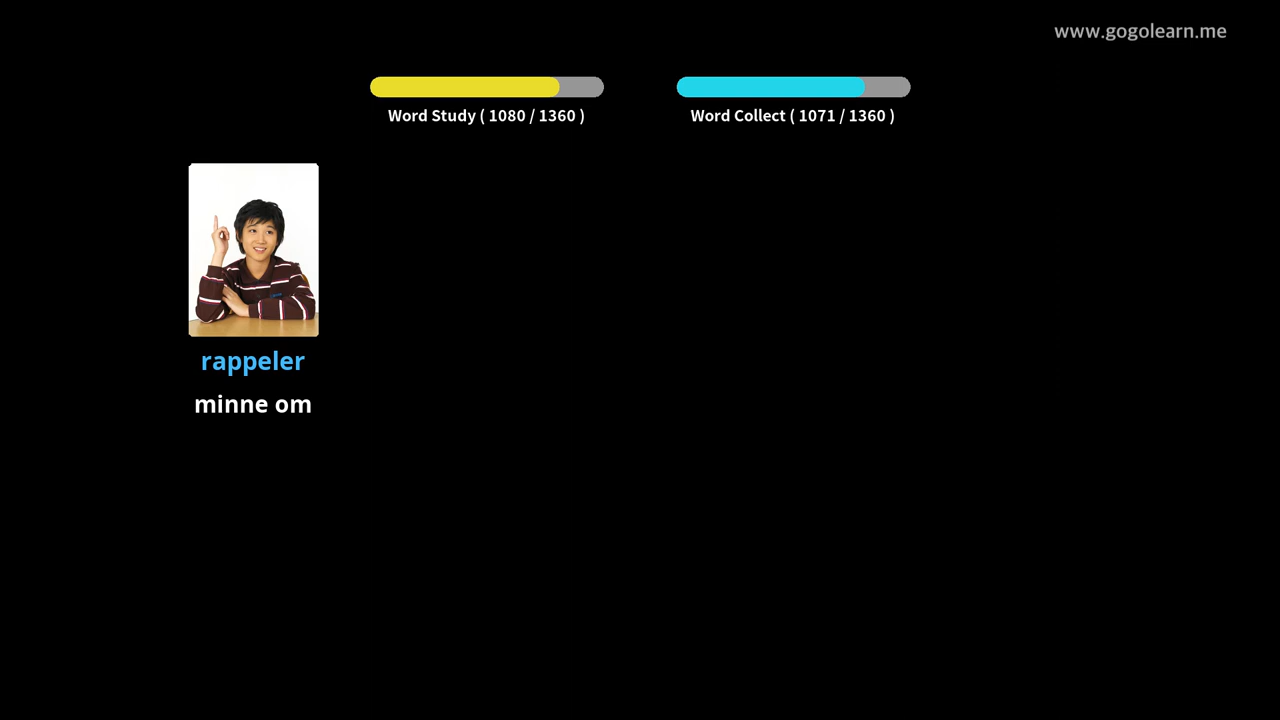 www.gogolearn.me
Word Study ( 1080 / 1360 )
Word Collect ( 1071 / 1360 )
rappeler
minne om